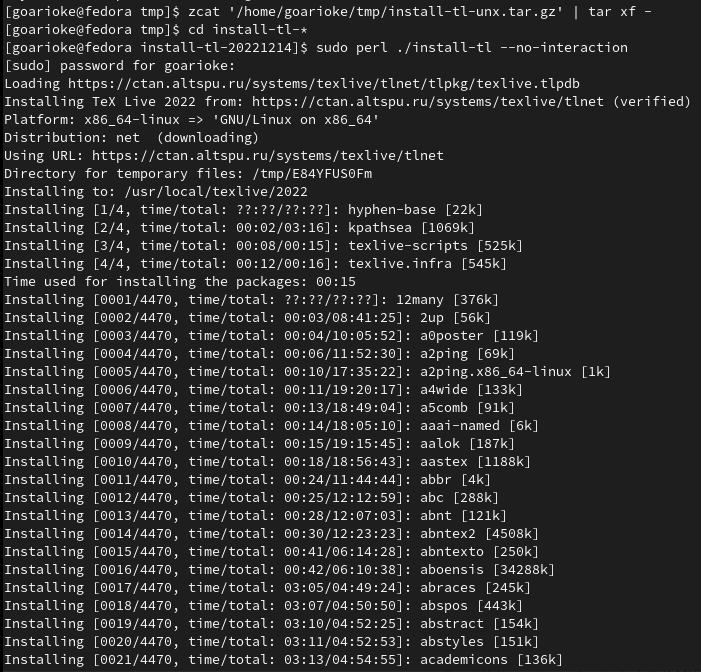 [goarioke@fedora tmp]$ zcat '/home/goarioke/tmp/install-tl-unx.tar.gz' | tar xf -
[goarioke@fedora tmp]$ cd install-tl-*
[goarioke@fedora install-tl-20221214]$ sudo perl ./install-tl --no-interaction
[sudo] password for goarioke:
Loading https://ctan.altspu.ru/systems/texlive/tlnet/tlpkg/texlive.tlpdb
Installing TeX Live 2022 from: https://ctan.altspu.ru/systems/texlive/tlnet (verified)
Platform: x86_64-linux => 'GNU/Linux on x86_64'
Distribution: net  (downloading)
Using URL: https://ctan.altspu.ru/systems/texlive/tlnet
Directory for temporary files: /tmp/E84YFUS0Fm
Installing to: /usr/local/texlive/2022
Installing [1/4, time/total: ??:??/??:??]: hyphen-base [22k]
Installing [2/4, time/total: 00:02/03:16]: kpathsea [1069k]
Installing [3/4, time/total: 00:08/00:15]: texlive-scripts [525k]
Installing [4/4, time/total: 00:12/00:16]: texlive.infra [545k]
Time used for installing the packages: 00:15
Installing [0001/4470, time/total: ??:??/??:??]: 12many [376k]
Installing [0002/4470, time/total: 00:03/08:41:25]: 2up [56k]
Installing [0003/4470, time/total: 00:04/10:05:52]: a0poster [119k]
Installing [0004/4470, time/total: 00:06/11:52:30]: a2ping [69k]
Installing [0005/4470, time/total: 00:10/17:35:22]: a2ping.x86_64-linux [1k]
Installing [0006/4470, time/total: 00:11/19:20:17]: a4wide [133k]
Installing [0007/4470, time/total: 00:13/18:49:04]: a5comb [91k]
Installing [0008/4470, time/total: 00:14/18:05:10]: aaai-named [6k]
Installing [0009/4470, time/total: 00:15/19:15:45]: aalok [187k]
Installing [0010/4470, time/total: 00:18/18:56:43]: aastex [1188k]
Installing [0011/4470, time/total: 00:24/11:44:44]: abbr [4k]
Installing [0012/4470, time/total: 00:25/12:12:59]: abc [288k]
Installing [0013/4470, time/total: 00:28/12:07:03]: abnt [121k]
Installing [0014/4470, time/total: 00:30/12:23:23]: abntex2 [4508k]
Installing [0015/4470, time/total: 00:41/06:14:28]: abntexto [250k]
Installing [0016/4470, time/total: 00:42/06:10:38]: aboensis [34288k]
Installing [0017/4470, time/total: 03:05/04:49:24]: abraces [245k]
Installing [0018/4470, time/total: 03:07/04:50:50]: abspos [443k]
Installing [0019/4470, time/total: 03:10/04:52:25]: abstract [154k]
Installing [0020/4470, time/total: 03:11/04:52:53]: abstyles [151k]
Installing [0021/4470, time/total: 03:13/04:54:55]: academicons [136k]